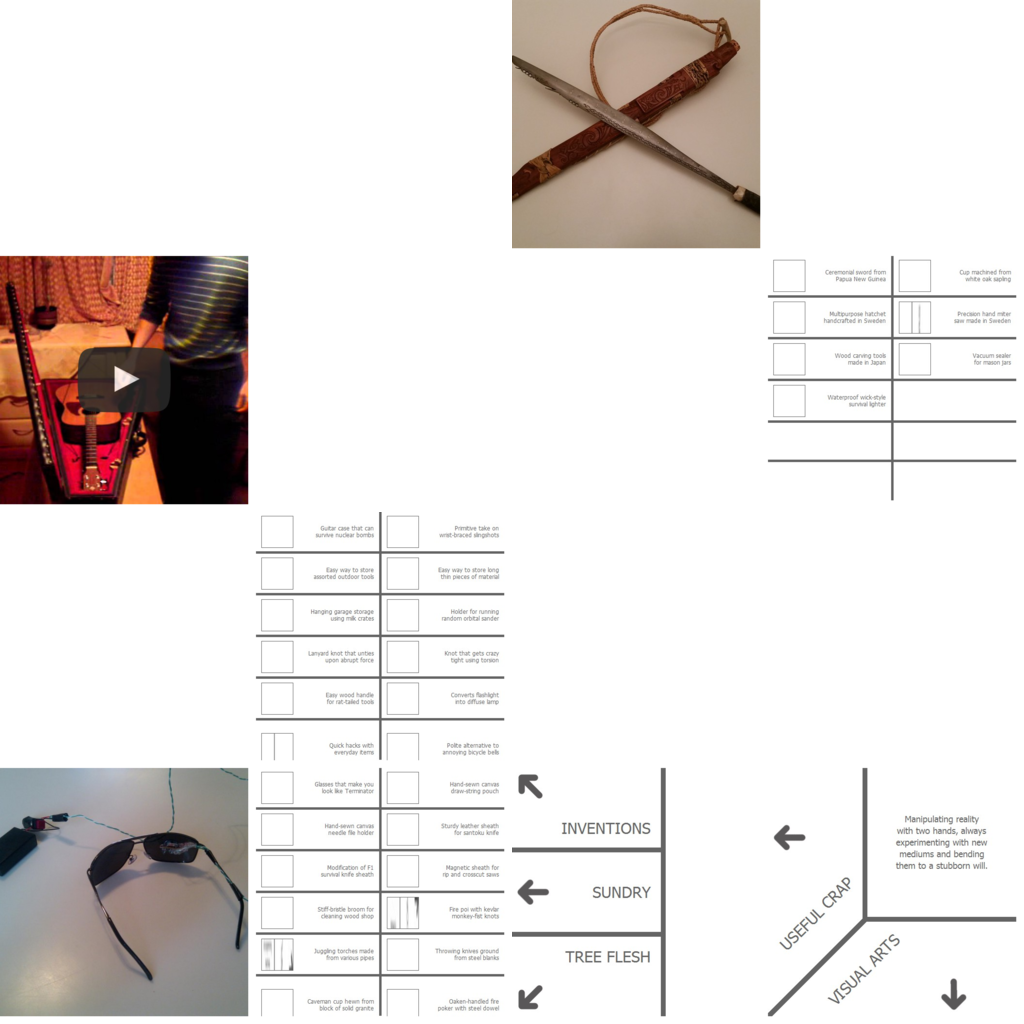 Ceremonial sword from
Papua New Guinea
Cup machined from
white oak sapling
Multipurpose hatchet
handcrafted in Sweden
Precision hand miter
saw made in Sweden
Wood carving tools
made in Japan
Vacuum sealer
for mason jars
Waterproof wick-style
survival lighter
Guitar case that can
survive nuclear bombs
Primitive take on
wrist-braced slingshots
Easy way to store
assorted outdoor tools
Easy way to store long
thin pieces of material
Hanging garage storage
using milk crates
Holder for running
random orbital sander
Lanyard knot that unties
upon abrupt force
Knot that gets crazy
tight using torsion
Easy wood handle
for rat-tailed tools
Converts flashlight
into diffuse lamp
Quick hacks with
everyday items
Polite alternative to
annoying bicycle bells
Glasses that make you
look like Terminator
Hand-sewn canvas
draw-string pouch
Hand-sewn canvas
needle file holder
Sturdy leather sheath
for santoku knife
Modification of F1
survival knife sheath
Magnetic sheath for
rip and crosscut saws
Stiff-bristle broom for
cleaning wood shop
Fire poi with kevlar
monkey-fist knots
Juggling torches made
from various pipes
Throwing knives ground
from steel blanks
Caveman cup hewn from
block of solid granite
Oaken-handled fire
poker with steel dowel
INVENTIONS
SUNDRY
TREE FLESH
USEFUL CRAP
VISUAL ARTS
Manipulating reality
with two hands, always
experimenting with new
mediums and bending
them to a stubborn will.